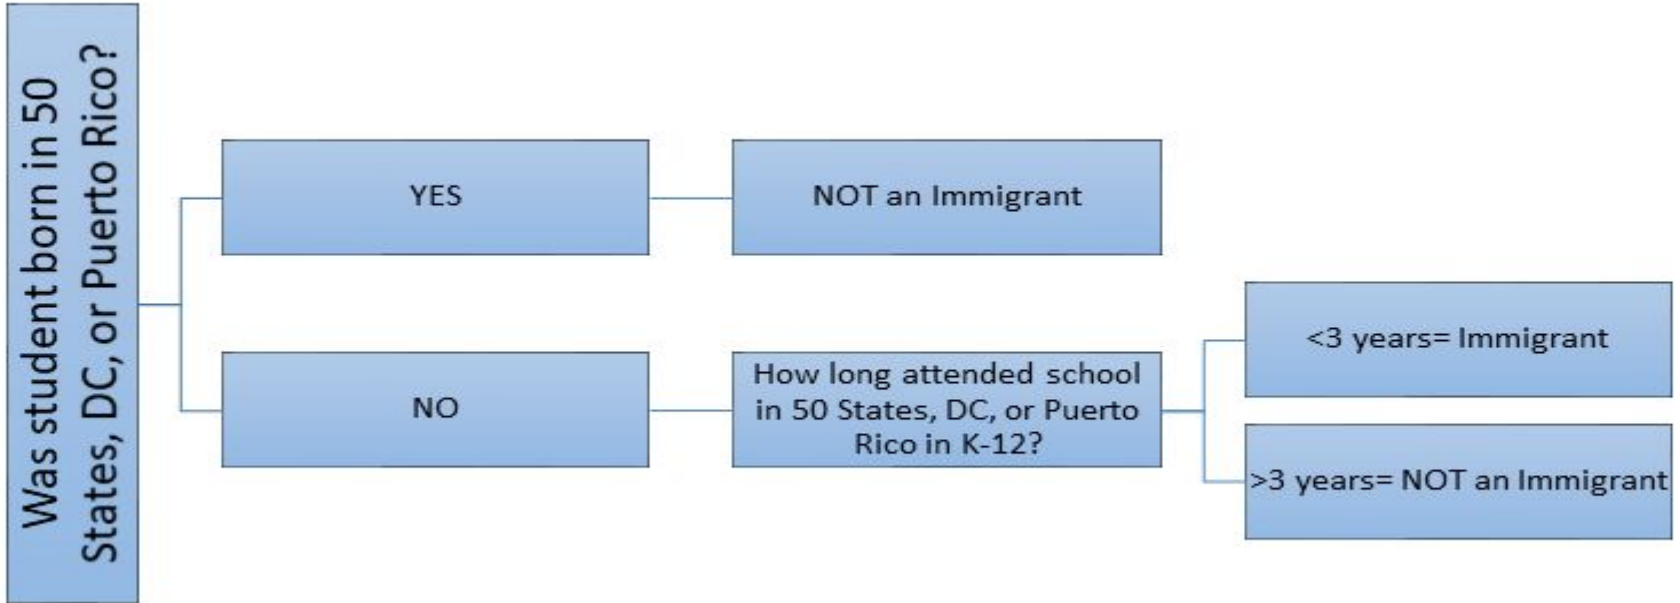 Was student born in 50
States, DC, or Puerto Rico?
YES
NOT an Immigrant
NO
How long attended school
in 50 States, DC, or Puerto
Rico in K-12?
<3 years= Immigrant
>3 years= NOT an Immigrant